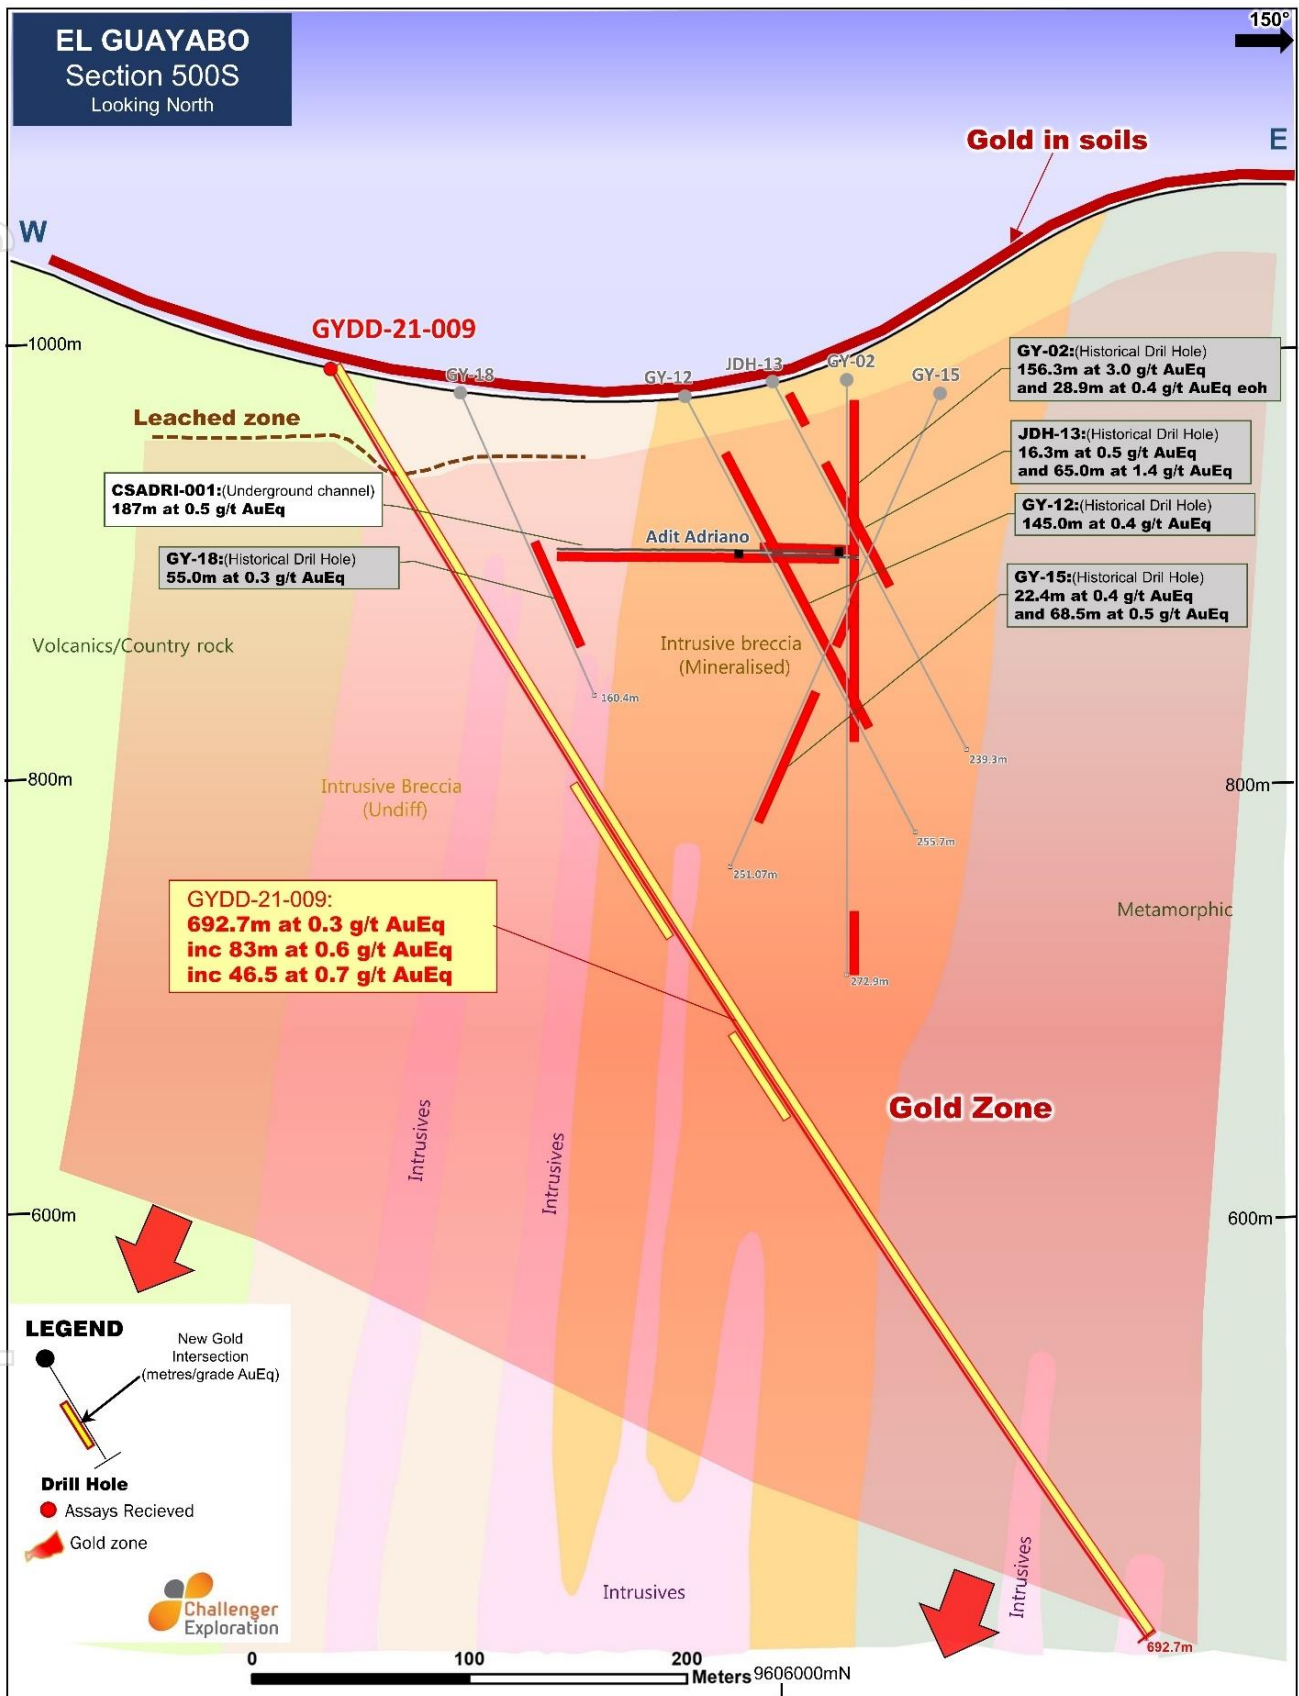 EL GUAYABO
Section 500S
Looking North
150°
Gold in soils
E
W
GYDD-21-009
1000m
GY-18
GY-12
JDH-13
GY-02
GY-15
GY-02:(Historical Dril Hole)
156.3m at 3.0 g/t AuEq
and 28.9m at 0.4 g/t AuEq eoh
Leached zone
JDH-13:(Historical Dril Hole)
16.3m at 0.5 g/t AuEq
and 65.0m at 1.4 g/t AuEq
CSADRI-001:(Underground channel)
187m at 0.5 g/t AuEq
GY-12:(Historical Dril Hole)
145.0m at 0.4 g/t AuEq
Adit Adriano
GY-18:(Historical Dril Hole)
55.0m at 0.3 g/t AuEq
GY-15:(Historical Dril Hole)
22.4m at 0.4 g/t AuEq
and 68.5m at 0.5 g/t AuEq
Volcanics/Country rock
Intrusive breccia
(Mineralised)
160.4m
239.3m
800m
800m
Intrusive Breccia
(Undiff)
255.7m
251.07m
GYDD-21-009:
692.7m at 0.3 g/t AuEq
inc 83m at 0.6 g/t AuEq
inc 46.5 at 0.7 g/t AuEq
Metamorphic
272.9m
Gold Zone
Intrusives
Intrusives
600m
600m
LEGEND
New Gold
Intersection
(metres/grade AuEq)
Drill Hole
Assays Recieved
Gold zone
Challenger
Exploration
Intrusives
Intrusives
692.7m
0
100
200
Meters
9606000mN